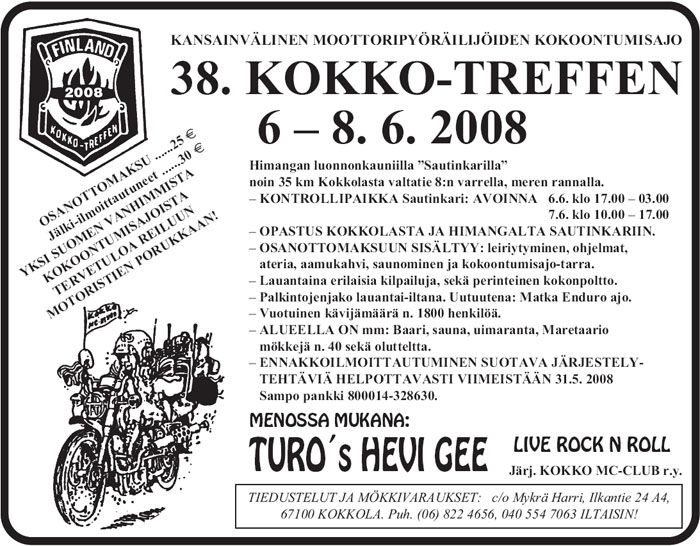 FINLAND
2008
KOKKO-TREFFEN
KANSAINVÄLINEN MOOTTORIPYÖRÄILIJÖIDEN KOKOONTUMISAJO
38. KOKKO-TREFFEN
6 – 8. 6. 2008
OSANOTTOMAKSU .....25 €
Jälki-ilmoittautuneet ......30 €
YKSI SUOMEN VANHIMMISTA
KOKOONTUMISAJOISTA
TERVETULOA REILUUN
MOTORISTIEN PORUKKAAN!
Himangan luonnonkauniilla ”Sautinkarilla”
noin 35 km Kokkolasta valtatie 8:n varrella, meren rannalla.
– KONTROLLIPAIKKA Sautinkari: AVOINNA 6.6. klo 17.00 – 03.00
7.6. klo 10.00 – 17.00
– OPASTUS KOKKOLASTA JA HIMANGALTA SAUTINKARIIN.
– OSANOTTOMAKSUUN SISÄLTYY: leiriytyminen, ohjelmat,
ateria, aamukahvi, saunominen ja kokoontumisajo-tarra.
– Lauantaina erilaisia kilpailuja, sekä perinteinen kokonpoltto.
– Palkintojenjako lauantai-iltana. Uutuutena: Matka Enduro ajo.
– Vuotuinen kävijämäärä n. 1800 henkilöä.
– ALUEELLA ON mm: Baari, sauna, uimaranta, Maretaario
mökkejä n. 40 sekä olutteltta.
– ENNAKKOILMOITTAUTUMINEN SUOTAVA JÄRJESTELY-
TEHTÄVIÄ HELPOTTAVASTI VIIMEISTÄÄN 31.5. 2008
Sampo pankki 800014-328630.
KOKKO
MC-CLUB
MENOSSA MUKANA:
TURO´s HEVI GEE LIVE ROCK N ROLL
Järj. KOKKO MC-CLUB r.y.
TIEDUSTELUT JA MÖKKIVARAUKSET: c/o Mykrä Harri, Ilkantie 24 A4,
67100 KOKKOLA. Puh. (06) 822 4656, 040 554 7063 ILTAISIN!